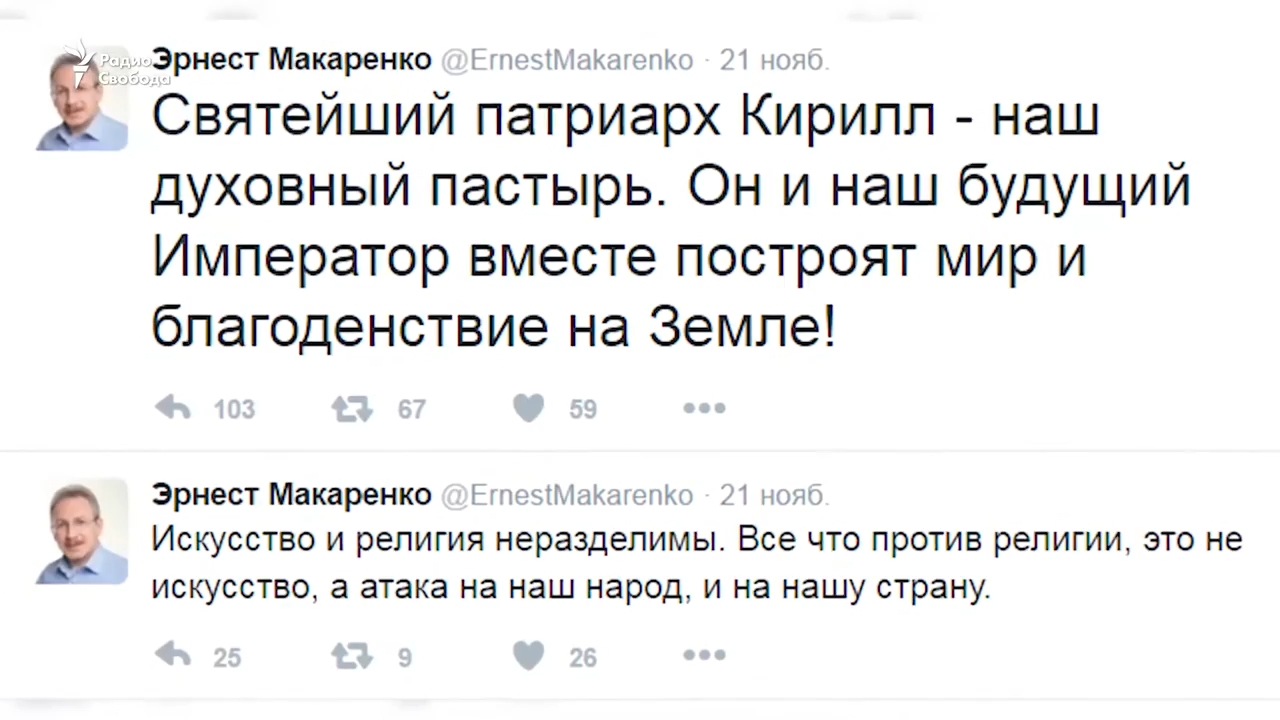 Радио
Свобода
Эрнест Макаренко @ErnestMakarenko · 21 нояб.
Святейший патриарх Кирилл - наш
духовный пастырь. Он и наш будущий
Император вместе построят мир и
благоденствие на Земле!
103 67 59
Эрнест Макаренко @ErnestMakarenko · 21 нояб.
Искусство и религия неразделимы. Все что против религии, это не
искусство, а атака на наш народ, и на нашу страну.
25 9 26